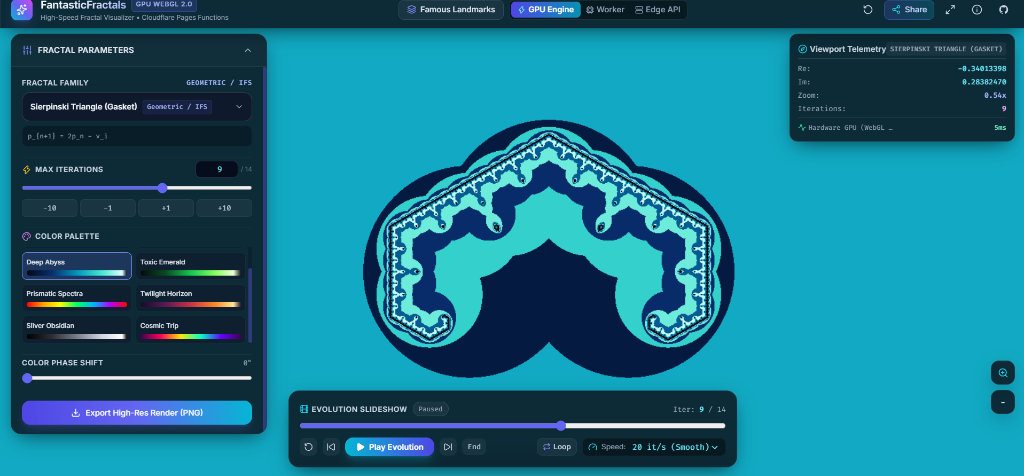 FantasticFractals GPU WEBGL 2.0
High-Speed Fractal Visualizer • Cloudflare Pages Functions
Famous Landmarks
GPU Engine
Worker
Edge API
Share
FRACTAL PARAMETERS
FRACTAL FAMILY GEOMETRIC / IFS
Sierpinski Triangle (Gasket) Geometric / IFS
p_{n+1} = 2p_n - v_i
MAX ITERATIONS 9 / 14
-10 -1 +1 +10
COLOR PALETTE
Deep Abyss Toxic Emerald
Prismatic Spectra Twilight Horizon
Silver Obsidian Cosmic Trip
COLOR PHASE SHIFT 0°
Export High-Res Render (PNG)
Viewport Telemetry SIERPINSKI TRIANGLE (GASKET)
Re: -0.34013398
Im: 0.28382470
Zoom: 0.54x
Iterations: 9
Hardware GPU (WebGL … 5ms
EVOLUTION SLIDESHOW Paused Iter: 9 / 14
Play Evolution End Loop Speed: 20 it/s (Smooth)